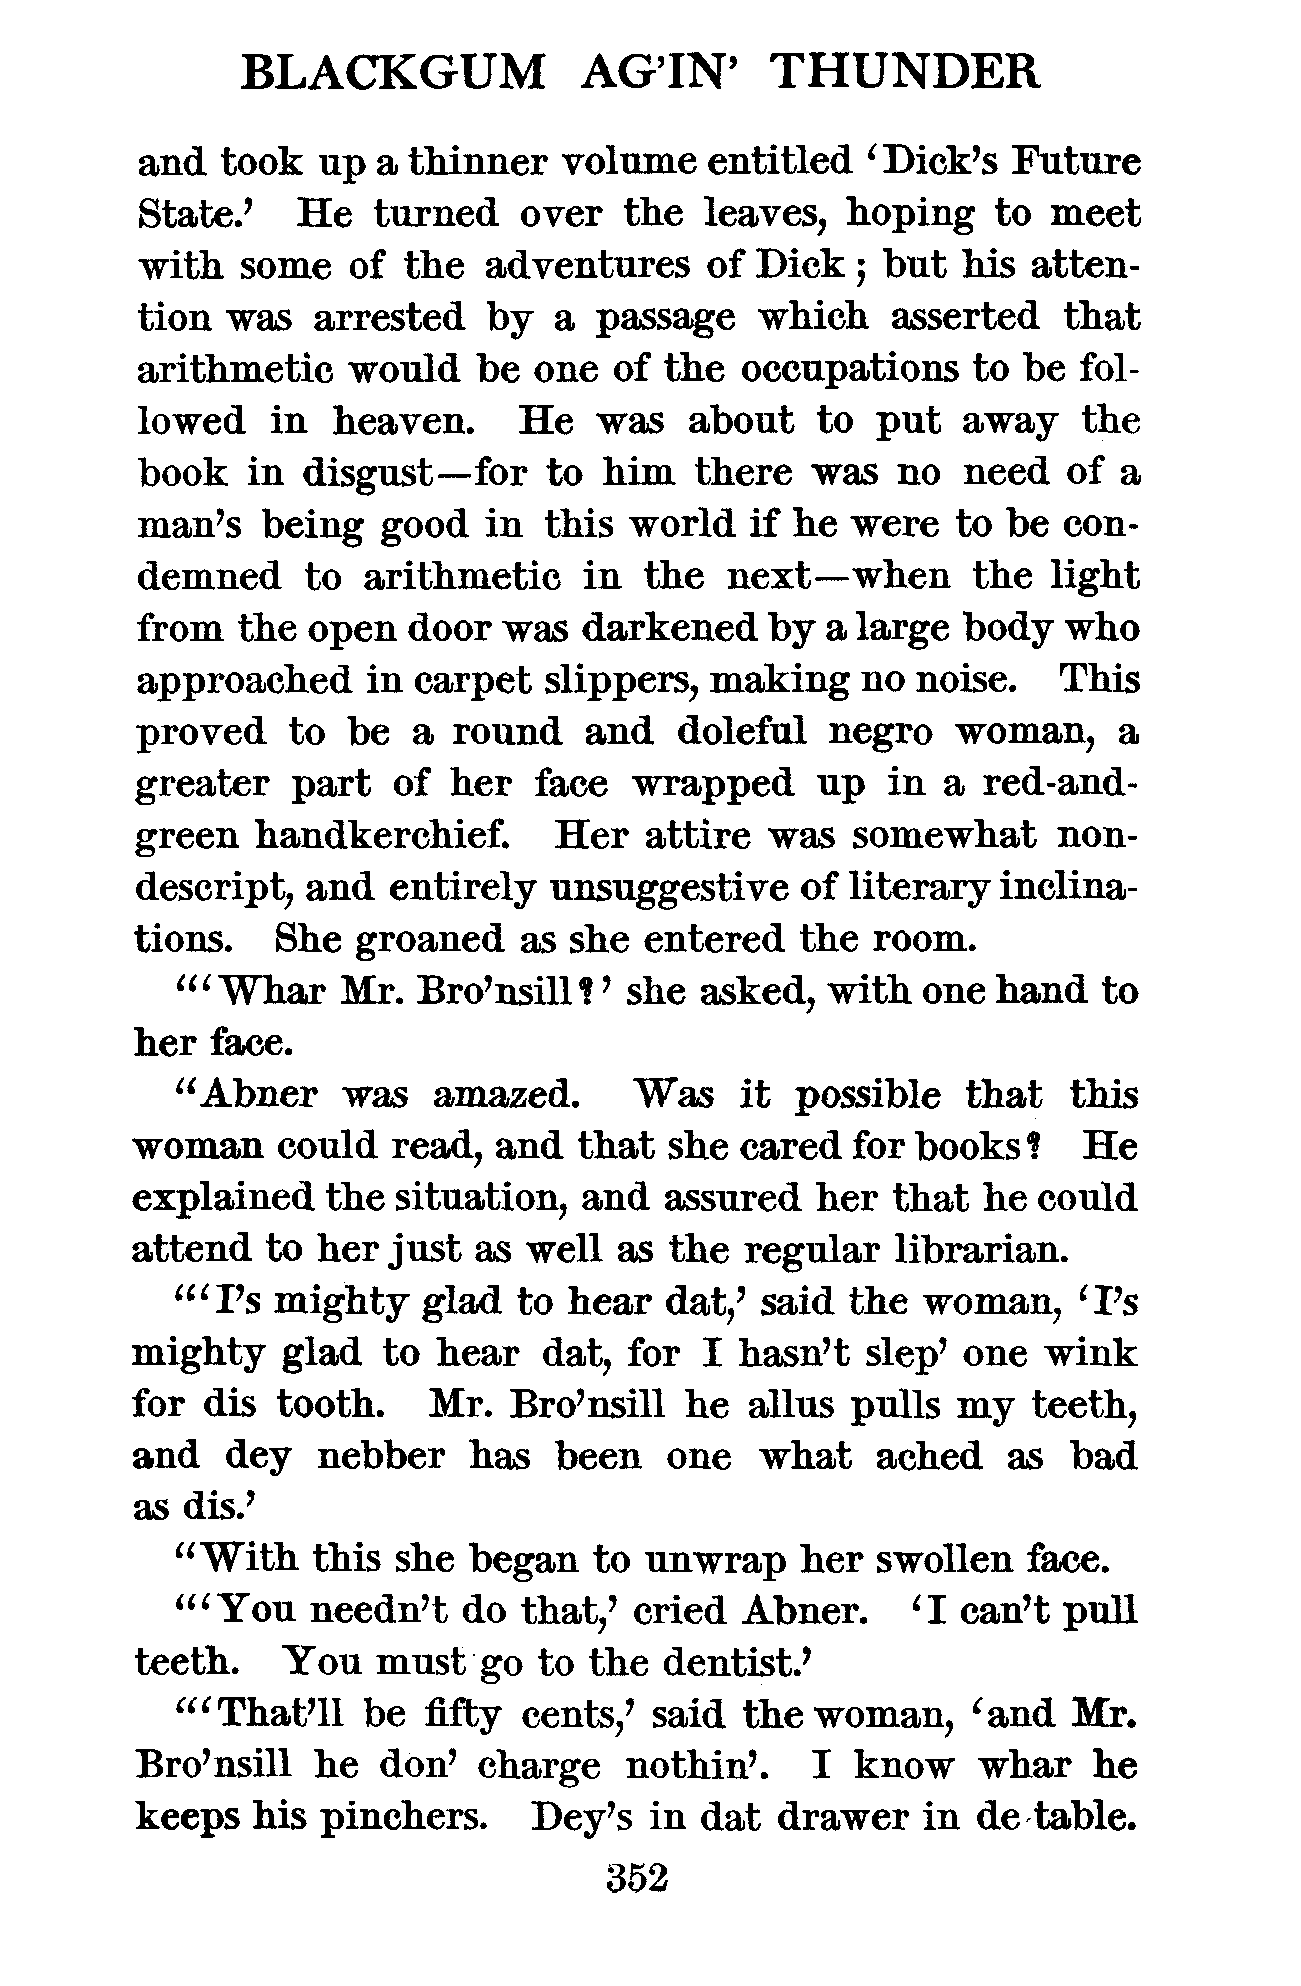 BLACKGUM AG'IN' THUNDER
and took up a thinner volume entitled ‘Dick’s Future
State.’ He turned over the leaves, hoping to meet
with some of the adventures of Dick ; but his atten-
tion was arrested by a passage which asserted that
arithmetic would be one of the occupations to be fol-
lowed in heaven. He was about to put away the
book in disgust—for to him there was no need of a
man’s being good in this world if he were to be con-
demned to arithmetic in the next—when the light
from the open door was darkened by a large body who
approached in carpet slippers, making no noise. This
proved to be a round and doleful negro woman, a
greater part of her face wrapped up in a red-and-
green handkerchief. Her attire was somewhat non-
descript, and entirely unsuggestive of literary inclina-
tions. She groaned as she entered the room.
“‘Whar Mr. Bro’nsill?’ she asked, with one hand to
her face.
“Abner was amazed. Was it possible that this
woman could read, and that she cared for books? He
explained the situation, and assured her that he could
attend to her just as well as the regular librarian.
“‘I’s mighty glad to hear dat,’ said the woman, ‘I’s
mighty glad to hear dat, for I hasn’t slep’ one wink
for dis tooth. Mr. Bro’nsill he allus pulls my teeth,
and dey nebber has been one what ached as bad
as dis.’
“With this she began to unwrap her swollen face.
“‘You needn’t do that,’ cried Abner. ‘I can’t pull
teeth. You must go to the dentist.’
“‘That’ll be fifty cents,’ said the woman, ‘and Mr.
Bro’nsill he don’ charge nothin’. I know whar he
keeps his pinchers. Dey’s in dat drawer in de table.
352